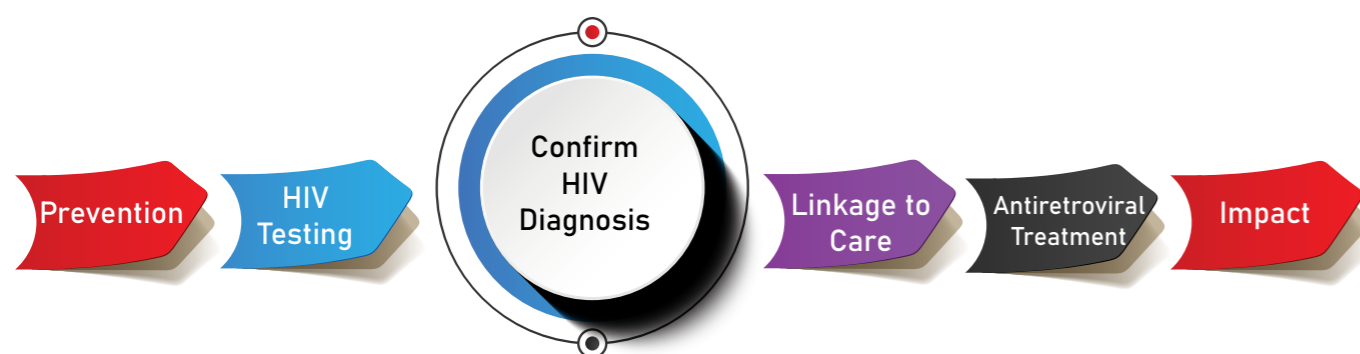 Prevention
HIV
Testing
Confirm
HIV
Diagnosis
Linkage to
Care
Antiretroviral
Treatment
Impact